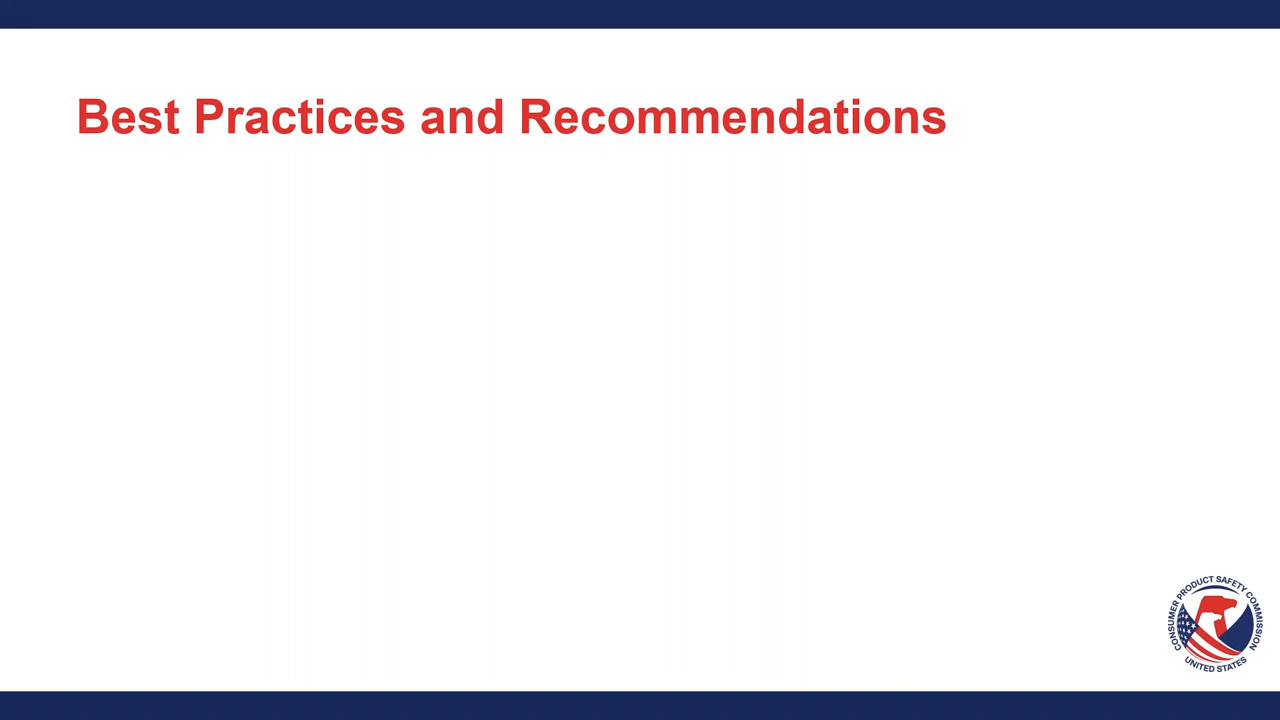 Best Practices and Recommendations
CONSUMER PRODUCT SAFETY COMMISSION
UNITED STATES